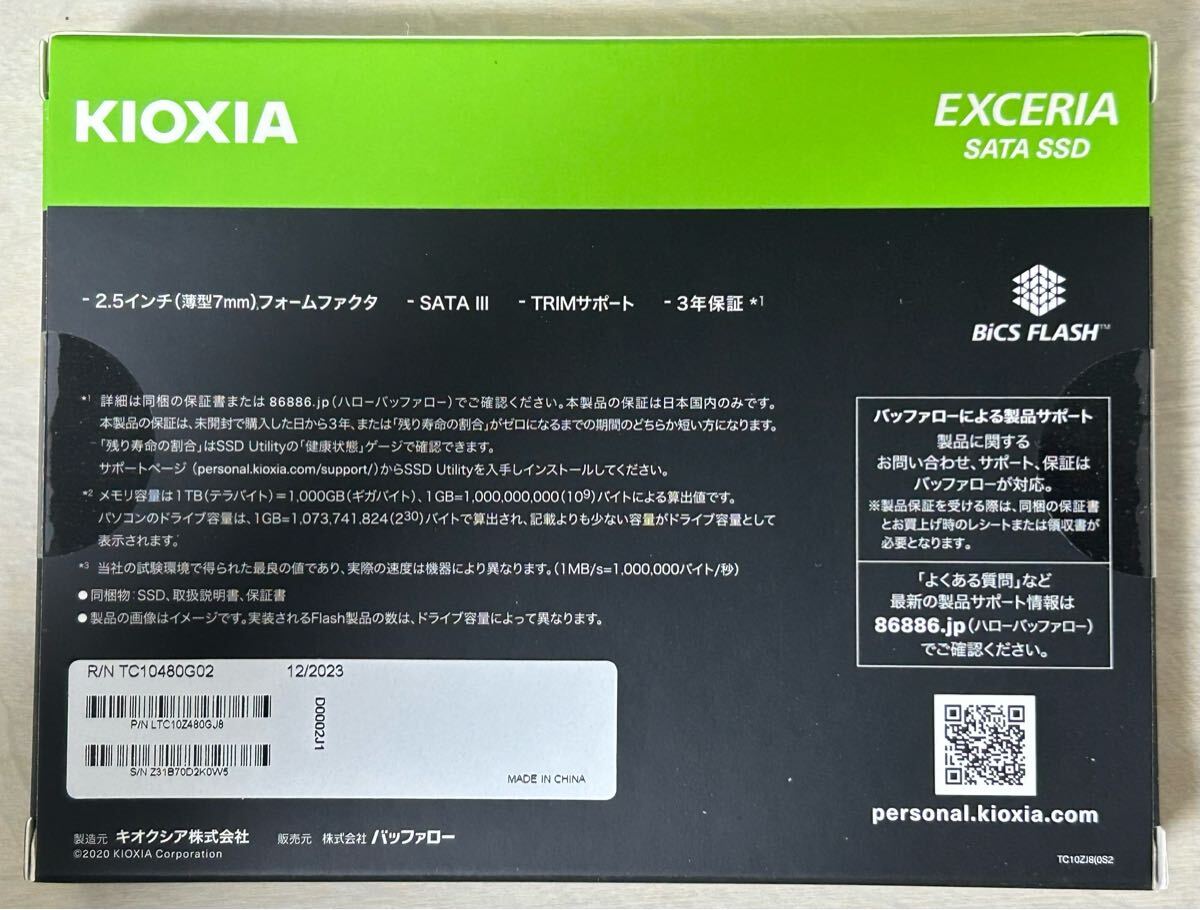 KIOXIA
EXCERIA
SATA SSD
- 2.5インチ(薄型7mm),フォームファクタ - SATA III - TRIMサポート - 3年保証 *1
BiCS FLASH™
*1 詳細は同梱の保証書または 86886.jp(ハローバッファロー)でご確認ください。本製品の保証は日本国内のみです。
本製品の保証は、未開封で購入した日から3年、または「残り寿命の割合」がゼロになるまでの期間のどちらか短い方になります。
「残り寿命の割合」はSSD Utilityの「健康状態」ゲージで確認できます。
サポートページ (personal.kioxia.com/support/)からSSD Utilityを入手しインストールしてください。
*2 メモリ容量は1TB(テラバイト)=1,000GB(ギガバイト)、1GB=1,000,000,000(10⁹)バイトによる算出値です。
パソコンのドライブ容量は、1GB=1,073,741,824(2³⁰)バイトで算出され、記載よりも少ない容量がドライブ容量として
表示されます。
*3 当社の試験環境で得られた最良の値であり、実際の速度は機器により異なります。(1MB/s=1,000,000バイト/秒)
●同梱物:SSD、取扱説明書、保証書
●製品の画像はイメージです。実装されるFlash製品の数は、ドライブ容量によって異なります。
バッファローによる製品サポート
製品に関する
お問い合わせ、サポート、保証は
バッファローが対応。
※製品保証を受ける際は、同梱の保証書
とお買上げ時のレシートまたは領収書が
必要となります。
「よくある質問」など
最新の製品サポート情報は
86886.jp(ハローバッファロー)
でご確認ください。
R/N TC10480G02 12/2023
P/N LTC10Z480GJ8
D0002J1
S/N Z31B70D2K0W5
MADE IN CHINA
personal.kioxia.com
製造元 キオクシア株式会社 販売元 株式会社 バッファロー
©2020 KIOXIA Corporation
TC10ZJ8(0S2